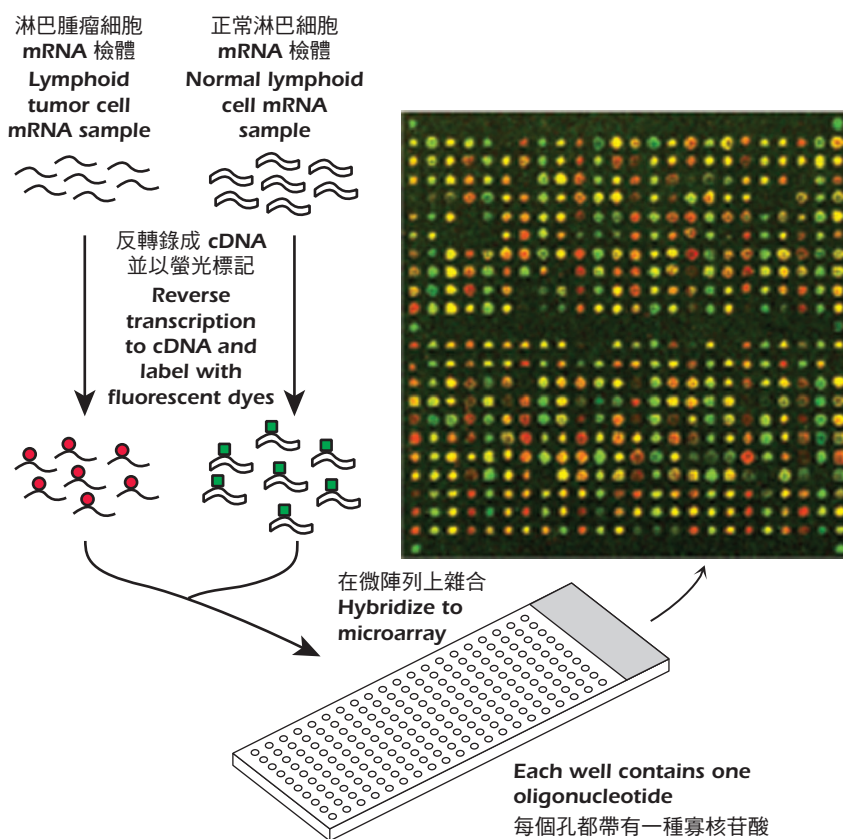 淋巴腫瘤細胞
mRNA 檢體
Lymphoid
tumor cell
mRNA sample
正常淋巴細胞
mRNA 檢體
Normal lymphoid
cell mRNA
sample
反轉錄成 cDNA
並以螢光標記
Reverse
transcription
to cDNA and
label with
fluorescent dyes
在微陣列上雜合
Hybridize to
microarray
Each well contains one
oligonucleotide
每個孔都帶有一種寡核苷酸